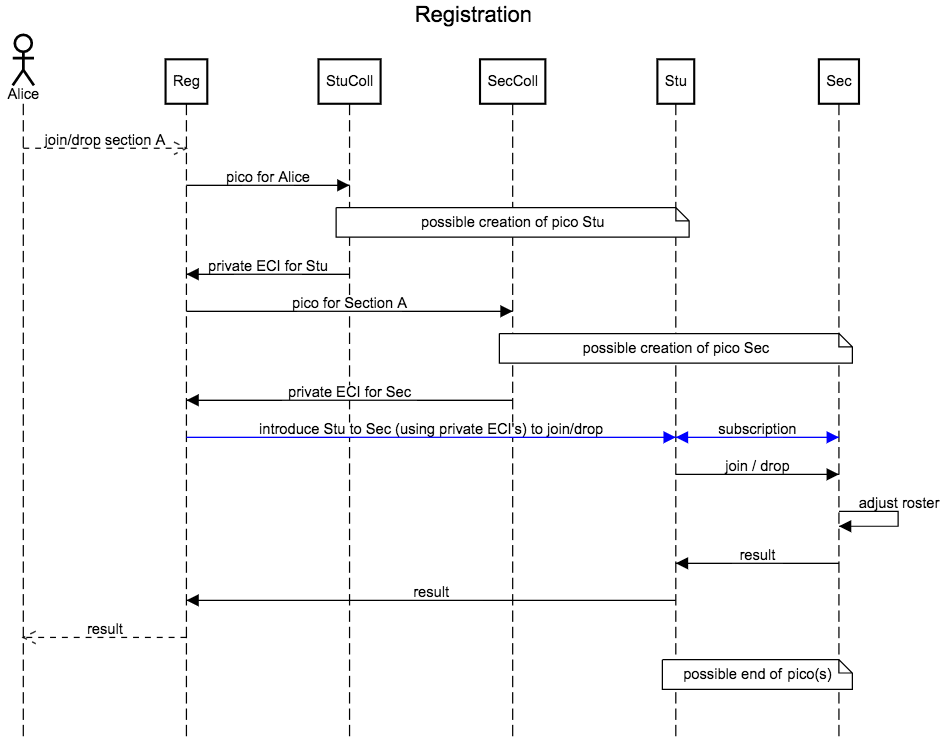 Registration
Alice
Reg
StuColl
SecColl
Stu
Sec
join/drop section A
pico for Alice
possible creation of pico Stu
private ECI for Stu
pico for Section A
possible creation of pico Sec
private ECI for Sec
introduce Stu to Sec (using private ECI's) to join/drop
subscription
join / drop
adjust roster
result
result
result
possible end of pico(s)